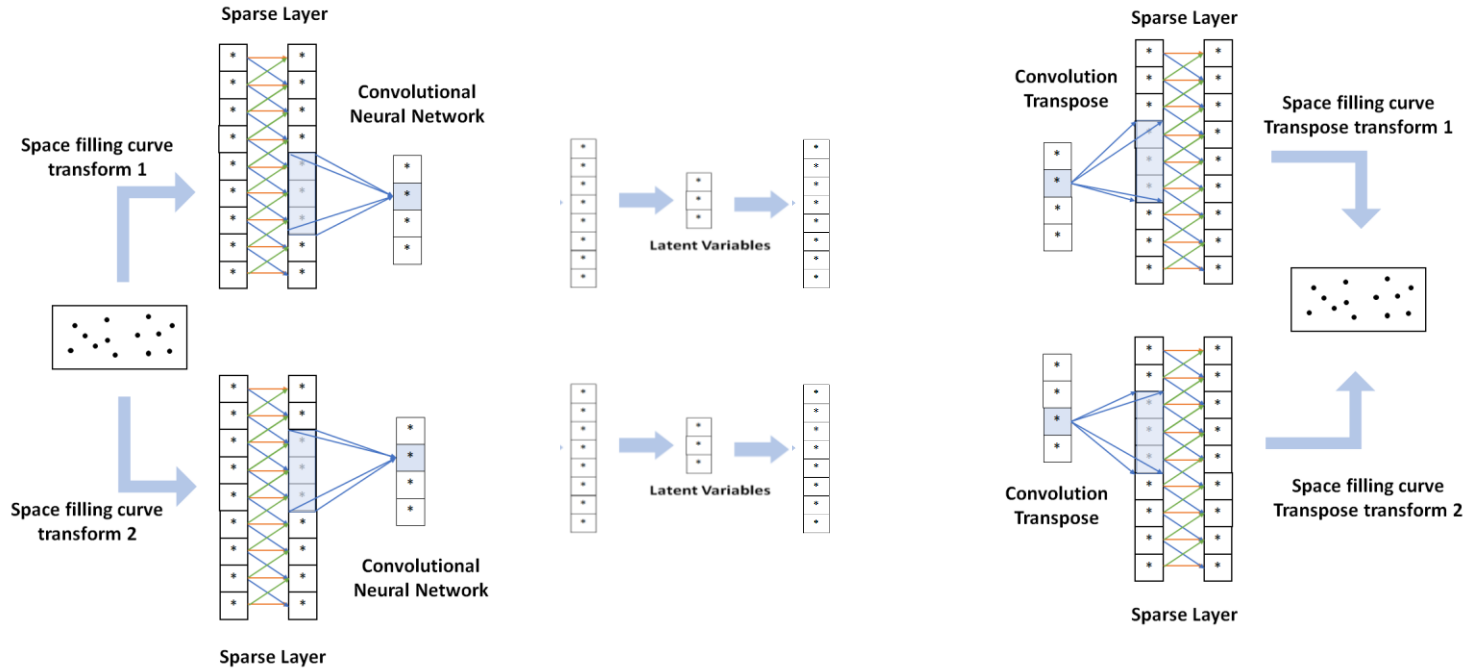 Sparse Layer
Convolutional
Neural Network
Space filling curve
transform 1
Latent Variables
Sparse Layer
Convolution
Transpose
Space filling curve
Transpose transform 1
Space filling curve
transform 2
Convolutional
Neural Network
Sparse Layer
Latent Variables
Convolution
Transpose
Space filling curve
Transpose transform 2
Sparse Layer